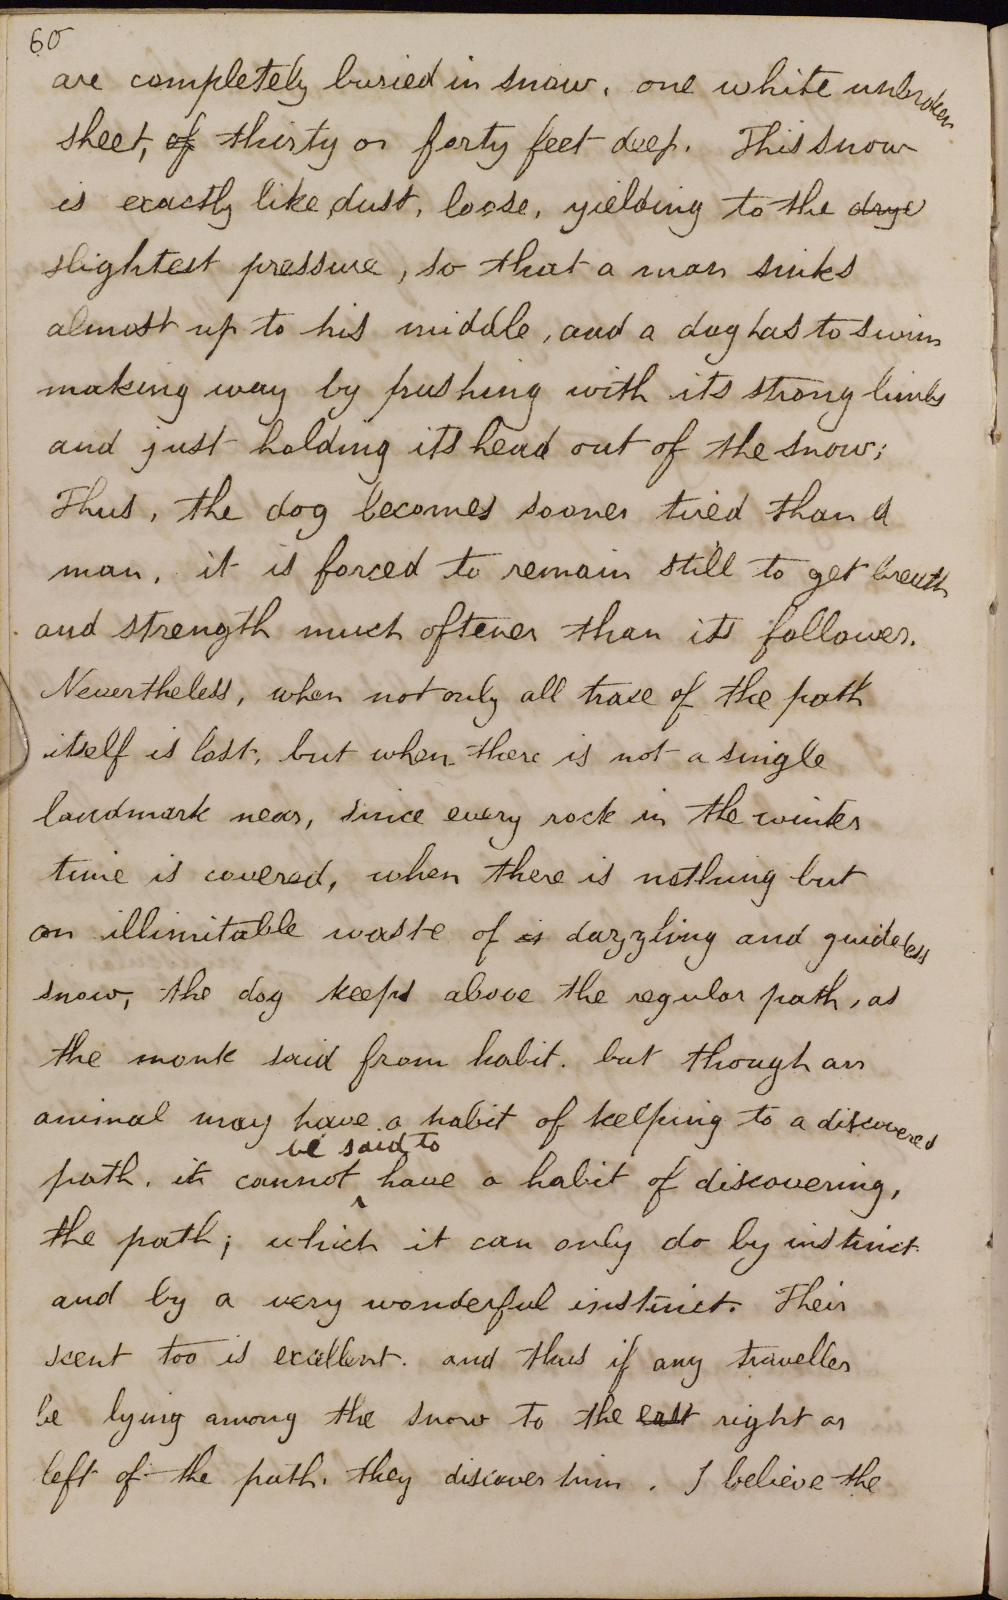 60
are completely buried in snow, one white unbroken
sheet, of thirty or forty feet deep. This snow
is exactly like dust, loose, yielding to the drye
slightest pressure, so that a man sinks
almost up to his middle, and a dog has to swim
making way by pushing with its strong limbs
and just holding its head out of the snow;
Thus, the dog becomes sooner tired than a
man, it is forced to remain still to get breath
and strength much oftener than its follower.
Nevertheless, when not only all trace of the path
itself is lost, but when there is not a single
landmark near, since every rock in the winter
time is covered, when there is nothing but
an illimitable waste of is dazzling and guideless
snow, the dog keeps above the regular path, as
the monk said from habit. but though an
animal may have a habit of keeping to a discovered
be said to
path, it cannot ^ have a habit of discovering,
the path; which it can only do by instinct
and by a very wonderful instinct. Their
scent too is excellent. and thus if any traveller
be lying among the snow to the east right or
left of the path, they discover him. I believe the